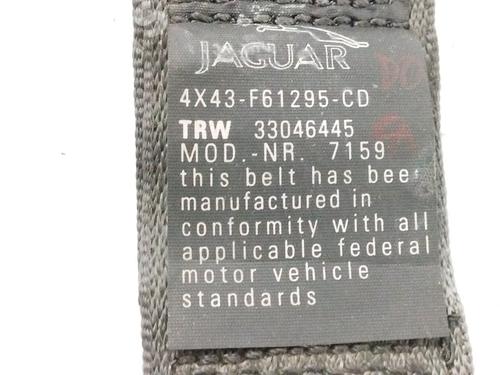 JAGUAR
4X43-F61295-CD
TRW 33046445
MOD.-NR. 7159
this belt has bee
manufactured in
conformity with all
applicable federal
motor vehicle
standards